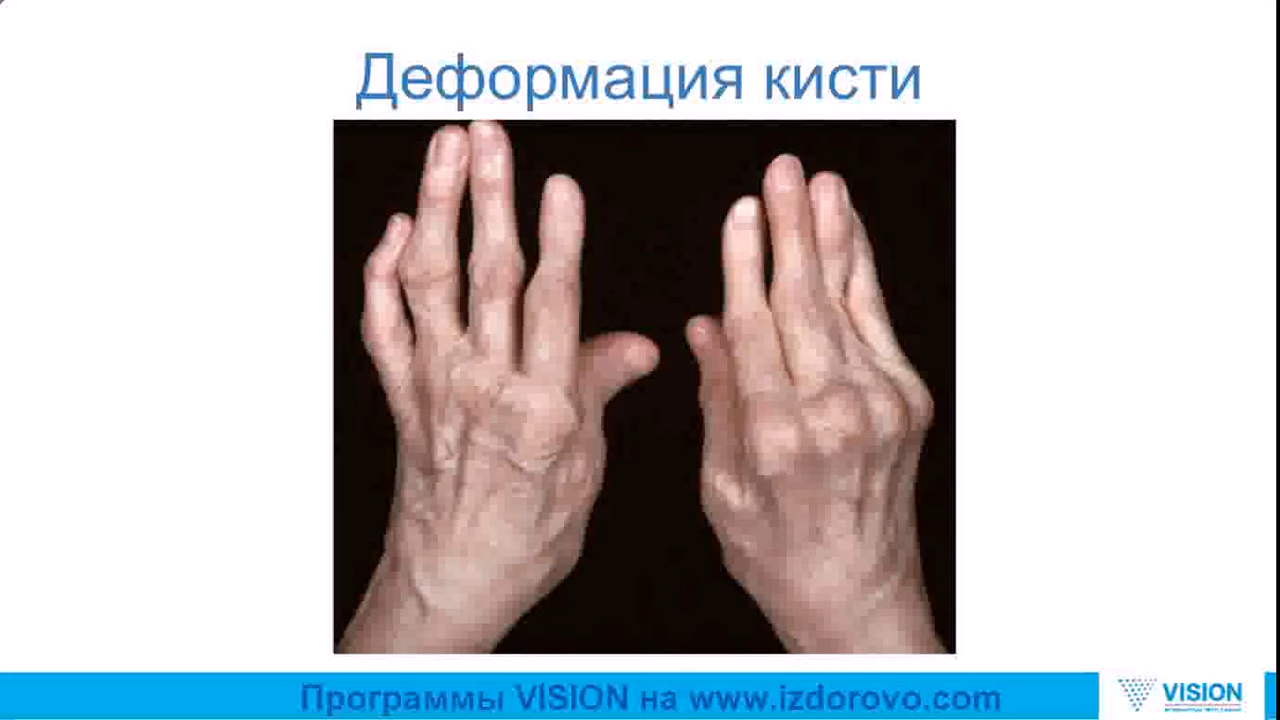 Деформация кисти
Программы VISION на www.izdorovo.com
VISION